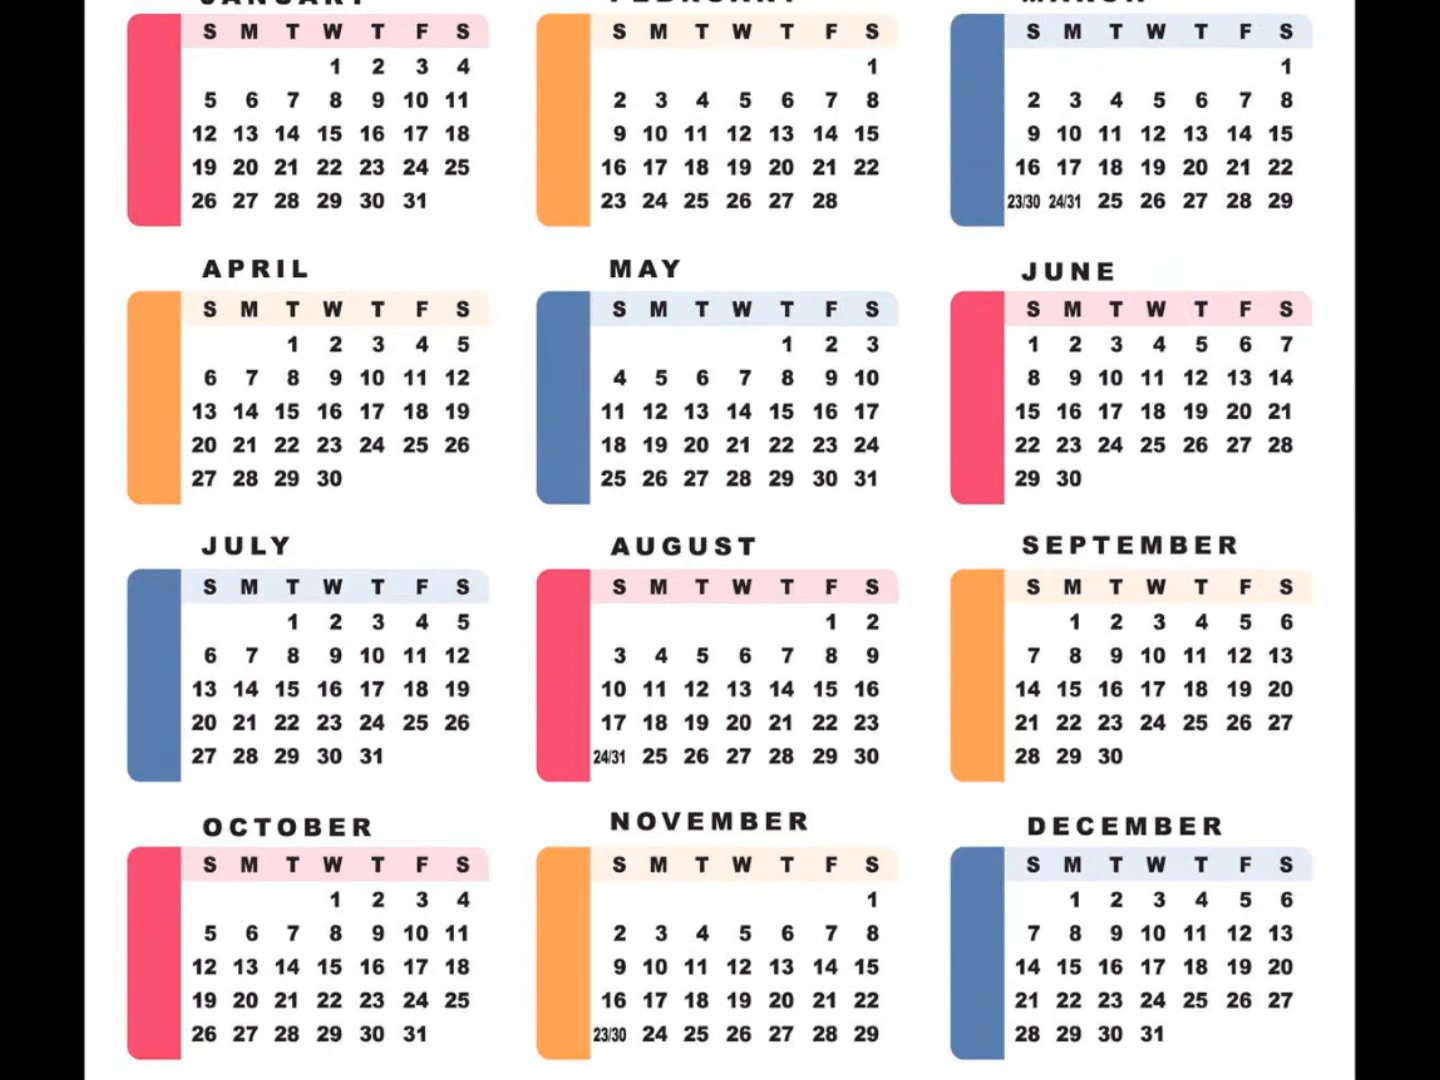 JANUARY
S M T W T F S
1 2 3 4
5 6 7 8 9 10 11
12 13 14 15 16 17 18
19 20 21 22 23 24 25
26 27 28 29 30 31
FEBRUARY
S M T W T F S
1
2 3 4 5 6 7 8
9 10 11 12 13 14 15
16 17 18 19 20 21 22
23 24 25 26 27 28
MARCH
S M T W T F S
1
2 3 4 5 6 7 8
9 10 11 12 13 14 15
16 17 18 19 20 21 22
23/30 24/31 25 26 27 28 29
APRIL
S M T W T F S
1 2 3 4 5
6 7 8 9 10 11 12
13 14 15 16 17 18 19
20 21 22 23 24 25 26
27 28 29 30
MAY
S M T W T F S
1 2 3
4 5 6 7 8 9 10
11 12 13 14 15 16 17
18 19 20 21 22 23 24
25 26 27 28 29 30 31
JUNE
S M T W T F S
1 2 3 4 5 6 7
8 9 10 11 12 13 14
15 16 17 18 19 20 21
22 23 24 25 26 27 28
29 30
JULY
S M T W T F S
1 2 3 4 5
6 7 8 9 10 11 12
13 14 15 16 17 18 19
20 21 22 23 24 25 26
27 28 29 30 31
AUGUST
S M T W T F S
1 2
3 4 5 6 7 8 9
10 11 12 13 14 15 16
17 18 19 20 21 22 23
24/31 25 26 27 28 29 30
SEPTEMBER
S M T W T F S
1 2 3 4 5 6
7 8 9 10 11 12 13
14 15 16 17 18 19 20
21 22 23 24 25 26 27
28 29 30
OCTOBER
S M T W T F S
1 2 3 4
5 6 7 8 9 10 11
12 13 14 15 16 17 18
19 20 21 22 23 24 25
26 27 28 29 30 31
NOVEMBER
S M T W T F S
1
2 3 4 5 6 7 8
9 10 11 12 13 14 15
16 17 18 19 20 21 22
23/30 24 25 26 27 28 29
DECEMBER
S M T W T F S
1 2 3 4 5 6
7 8 9 10 11 12 13
14 15 16 17 18 19 20
21 22 23 24 25 26 27
28 29 30 31